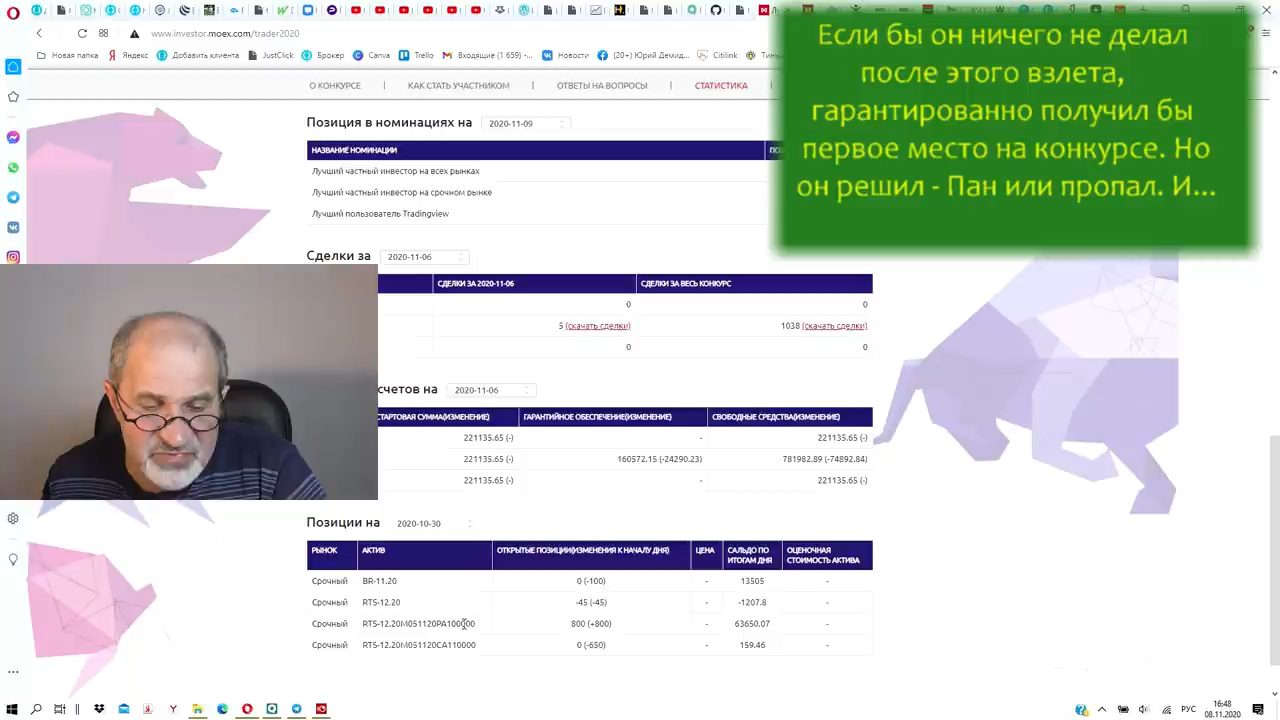 www.investor.moex.com/trader2020
Новая папка
Яндекс
Добавить клиента
JustClick
Брокер
Canva
Trello
Входящие (1 659) -...
Новости
(20+) Юрий Демид...
Citilink
Если бы он ничего не делал
после этого взлета,
гарантированно получил бы
первое место на конкурсе. Но
он решил - Пан или пропал. И...
О КОНКУРСЕ | КАК СТАТЬ УЧАСТНИКОМ | ОТВЕТЫ НА ВОПРОСЫ | СТАТИСТИКА |
Позиция в номинациях на 2020-11-09
НАЗВАНИЕ НОМИНАЦИИ
Лучший частный инвестор на всех рынках
Лучший частный инвестор на срочном рынке
Лучший пользователь Tradingview
Сделки за 2020-11-06
СДЕЛКИ ЗА 2020-11-06 СДЕЛКИ ЗА ВЕСЬ КОНКУРС
0 0
5 (скачать сделки) 1038 (скачать сделки)
0 0
счетов на 2020-11-06
СТАРТОВАЯ СУММА(ИЗМЕНЕНИЕ) ГАРАНТИЙНОЕ ОБЕСПЕЧЕНИЕ(ИЗМЕНЕНИЕ) СВОБОДНЫЕ СРЕДСТВА(ИЗМЕНЕНИЕ)
221135.65 (-) - 221135.65 (-)
221135.65 (-) 160572.15 (-24290.23) 781982.89 (-74892.84)
221135.65 (-) - 221135.65 (-)
Позиции на 2020-10-30
РЫНОК АКТИВ ОТКРЫТЫЕ ПОЗИЦИИ(ИЗМЕНЕНИЯ К НАЧАЛУ ДНЯ) ЦЕНА САЛЬДО ПО ИТОГАМ ДНЯ ОЦЕНОЧНАЯ СТОИМОСТЬ АКТИВА
Срочный BR-11.20 0 (-100) - 13505 -
Срочный RTS-12.20 -45 (-45) - -1207.8 -
Срочный RTS-12.20M051120PA100000 800 (+800) - 63650.07 -
Срочный RTS-12.20M051120CA110000 0 (-650) - 159.46 -
РУС
16:48
08.11.2020